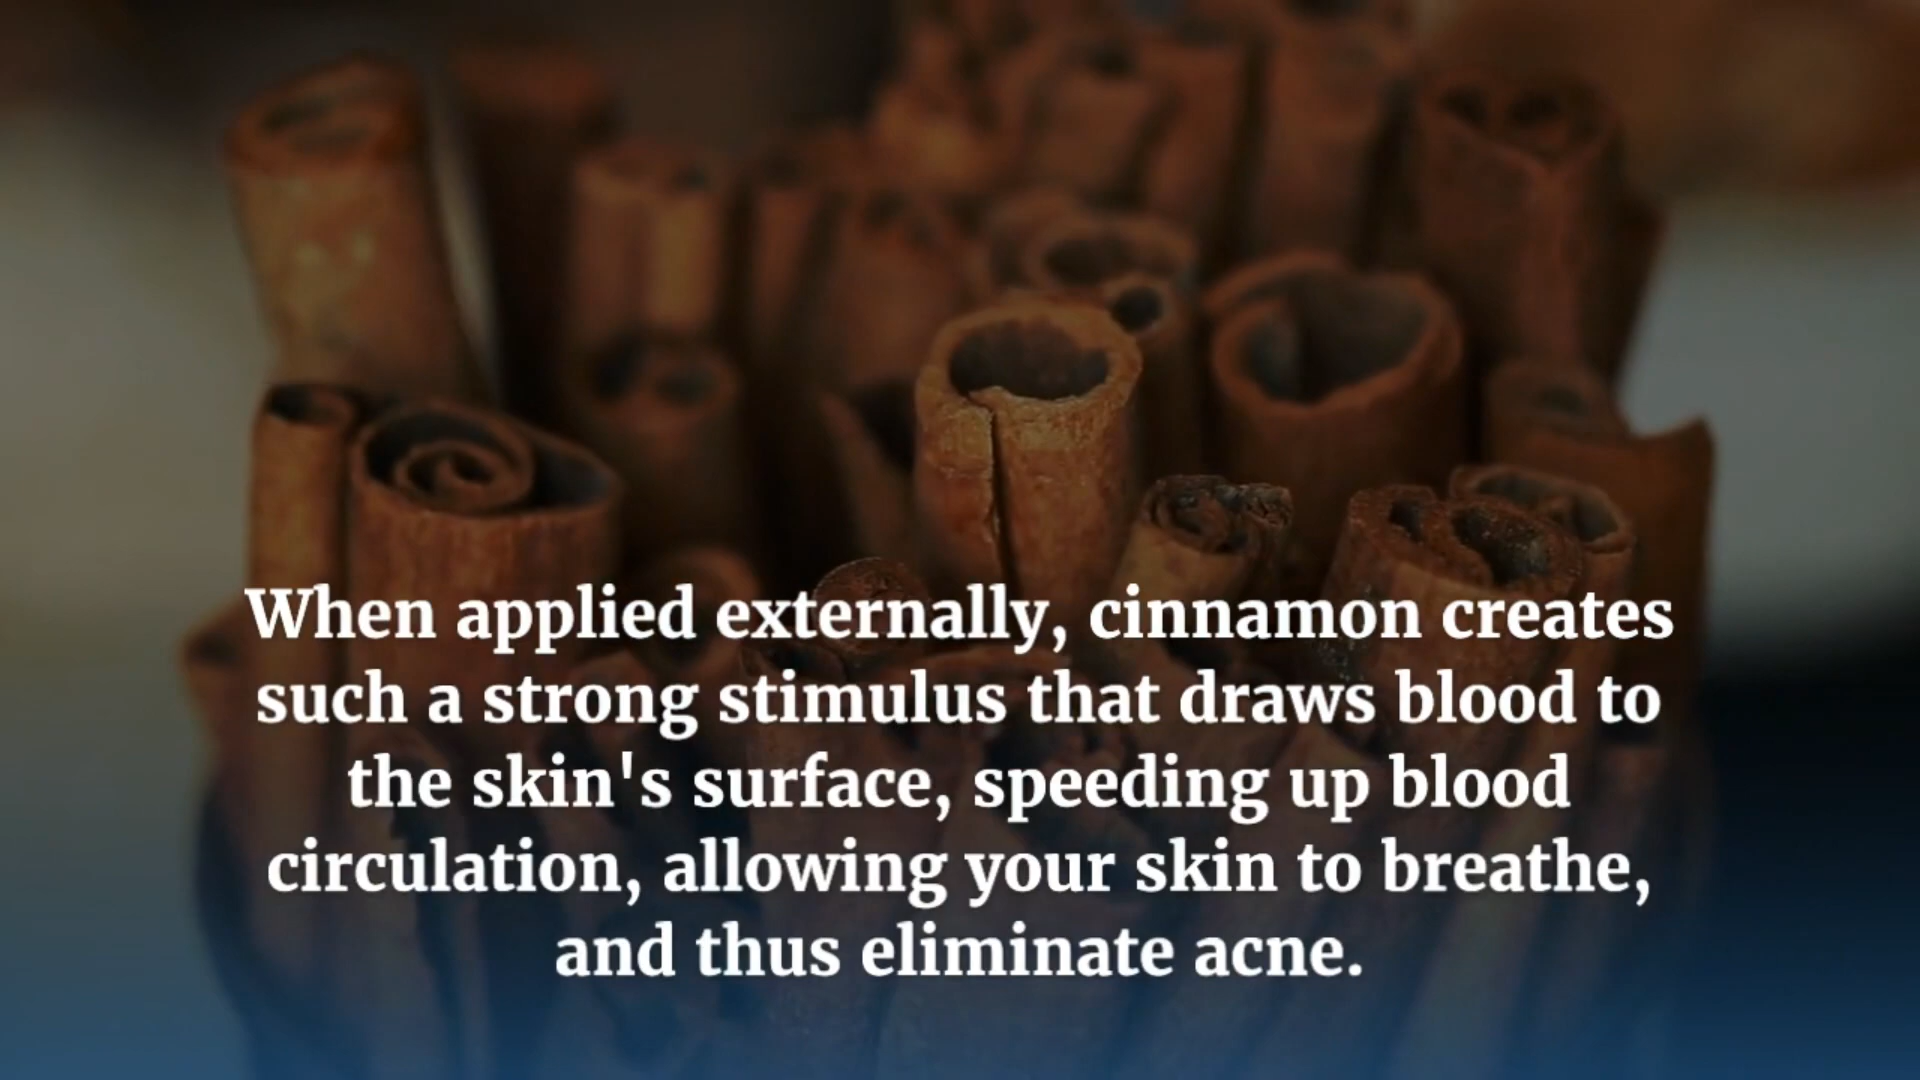 When applied externally, cinnamon creates
such a strong stimulus that draws blood to
the skin's surface, speeding up blood
circulation, allowing your skin to breathe,
and thus eliminate acne.